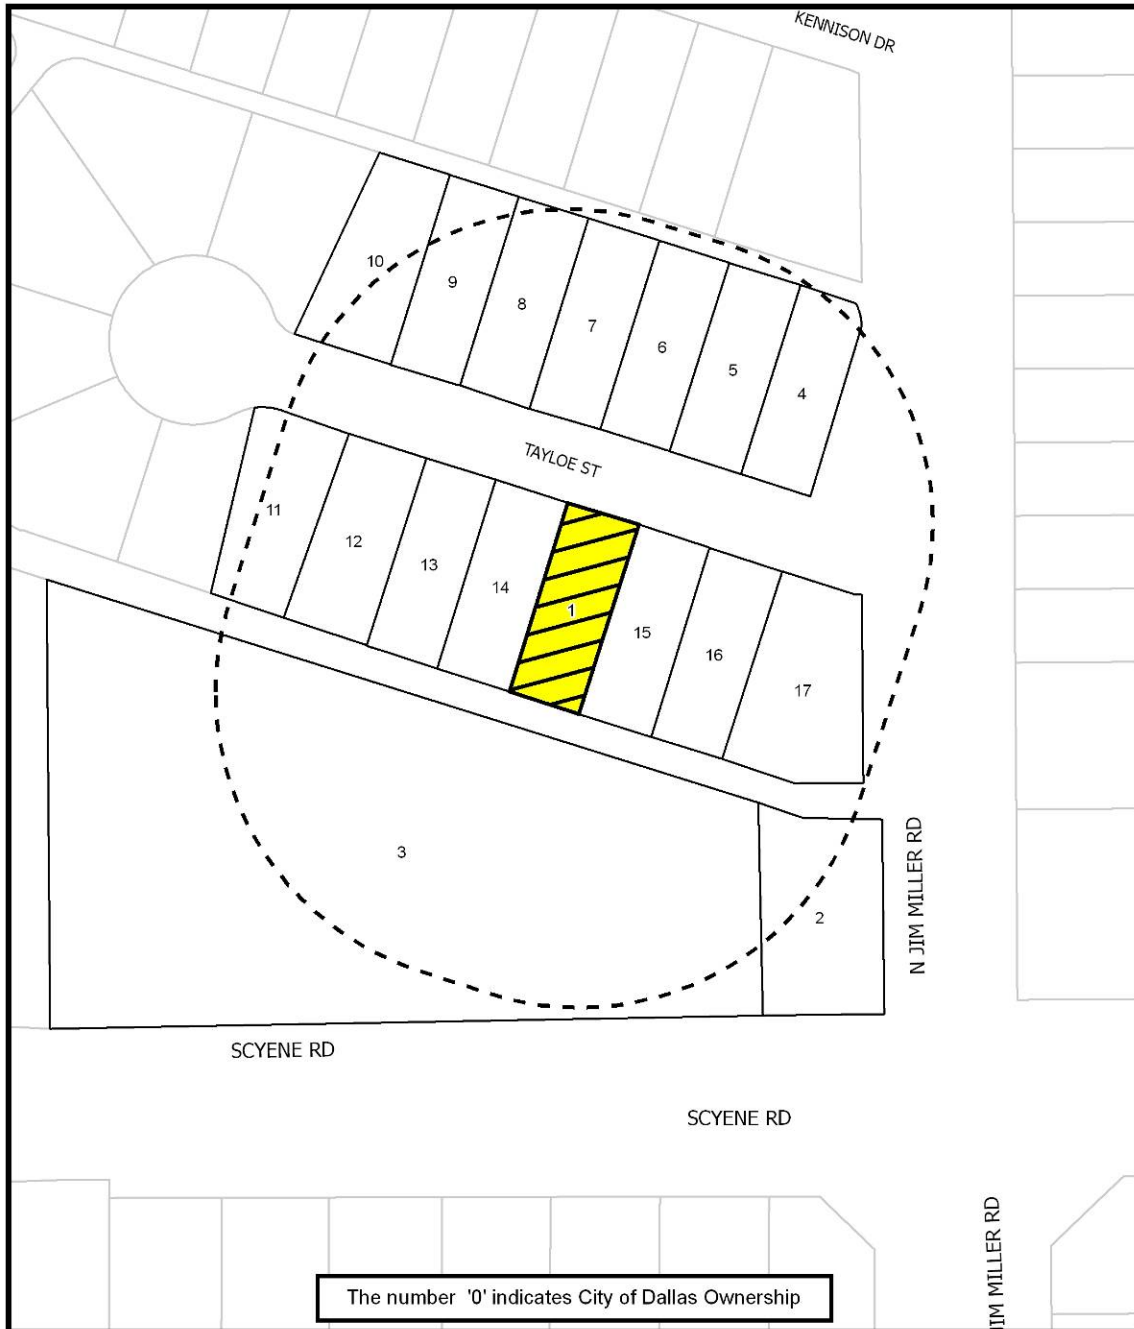 KENNISON DR
10
9
8
7
6
5
4
TAYLOE ST
11
12
13
14
1
15
16
17
3
2
N JIM MILLER RD
SCYENE RD
SCYENE RD
JIM MILLER RD
The number '0' indicates City of Dallas Ownership